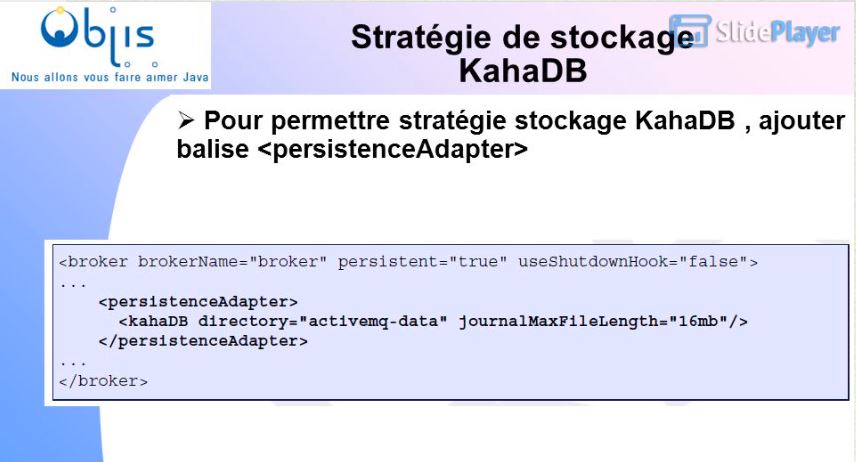 Objis
Nous allons vous faire aimer Java
Stratégie de stockage
KahaDB
SlidePlayer
➢ Pour permettre stratégie stockage KahaDB , ajouter
balise <persistenceAdapter>
<broker brokerName="broker" persistent="true" useShutdownHook="false">
...
<persistenceAdapter>
<kahaDB directory="activemq-data" journalMaxFileLength="16mb"/>
</persistenceAdapter>
...
</broker>